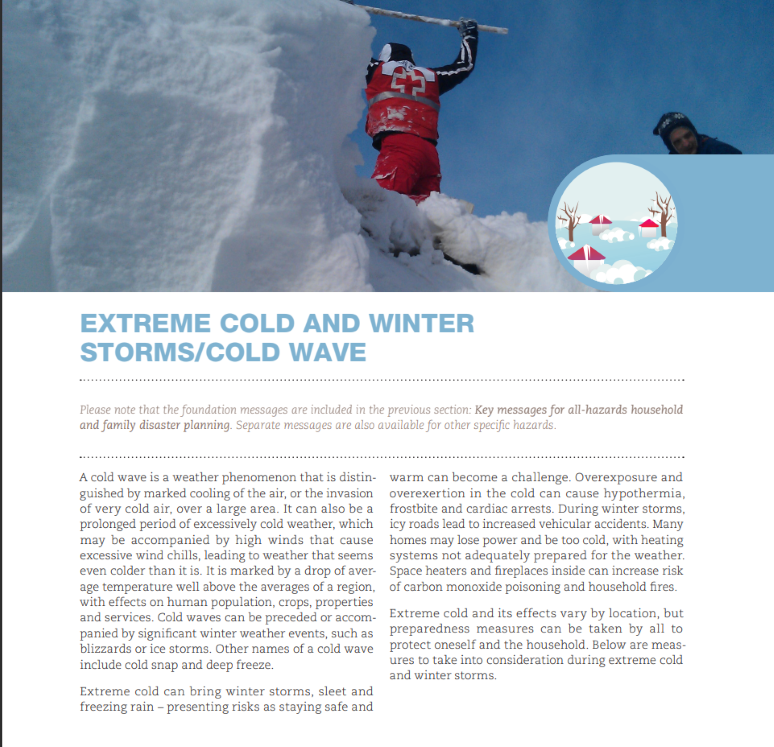 EXTREME COLD AND WINTER
STORMS/COLD WAVE
Please note that the foundation messages are included in the previous section: Key messages for all-hazards household
and family disaster planning. Separate messages are also available for other specific hazards.
A cold wave is a weather phenomenon that is distin-
guished by marked cooling of the air, or the invasion
of very cold air, over a large area. It can also be a
prolonged period of excessively cold weather, which
may be accompanied by high winds that cause
excessive wind chills, leading to weather that seems
even colder than it is. It is marked by a drop of aver-
age temperature well above the averages of a region,
with effects on human population, crops, properties
and services. Cold waves can be preceded or accom-
panied by significant winter weather events, such as
blizzards or ice storms. Other names of a cold wave
include cold snap and deep freeze.
Extreme cold can bring winter storms, sleet and
freezing rain – presenting risks as staying safe and
warm can become a challenge. Overexposure and
overexertion in the cold can cause hypothermia,
frostbite and cardiac arrests. During winter storms,
icy roads lead to increased vehicular accidents. Many
homes may lose power and be too cold, with heating
systems not adequately prepared for the weather.
Space heaters and fireplaces inside can increase risk
of carbon monoxide poisoning and household fires.
Extreme cold and its effects vary by location, but
preparedness measures can be taken by all to
protect oneself and the household. Below are meas-
ures to take into consideration during extreme cold
and winter storms.